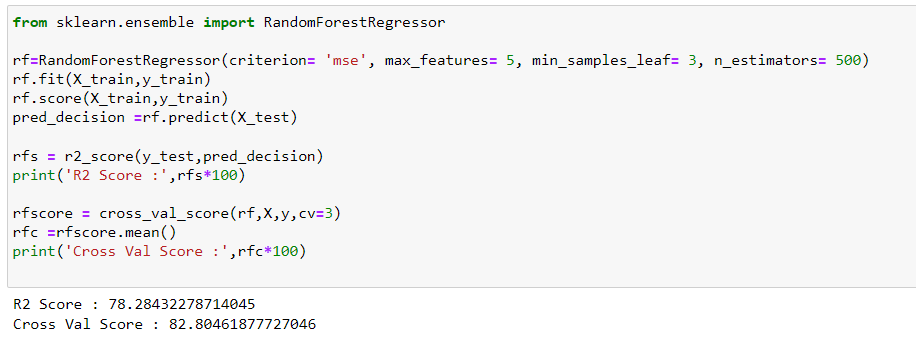 from sklearn.ensemble import RandomForestRegressor
rf=RandomForestRegressor(criterion= 'mse', max_features= 5, min_samples_leaf= 3, n_estimators= 500)
rf.fit(X_train,y_train)
rf.score(X_train,y_train)
pred_decision =rf.predict(X_test)
rfs = r2_score(y_test,pred_decision)
print('R2 Score :',rfs*100)
rfscore = cross_val_score(rf,X,y,cv=3)
rfc =rfscore.mean()
print('Cross Val Score :',rfc*100)
R2 Score : 78.28432278714045
Cross Val Score : 82.80461877727046